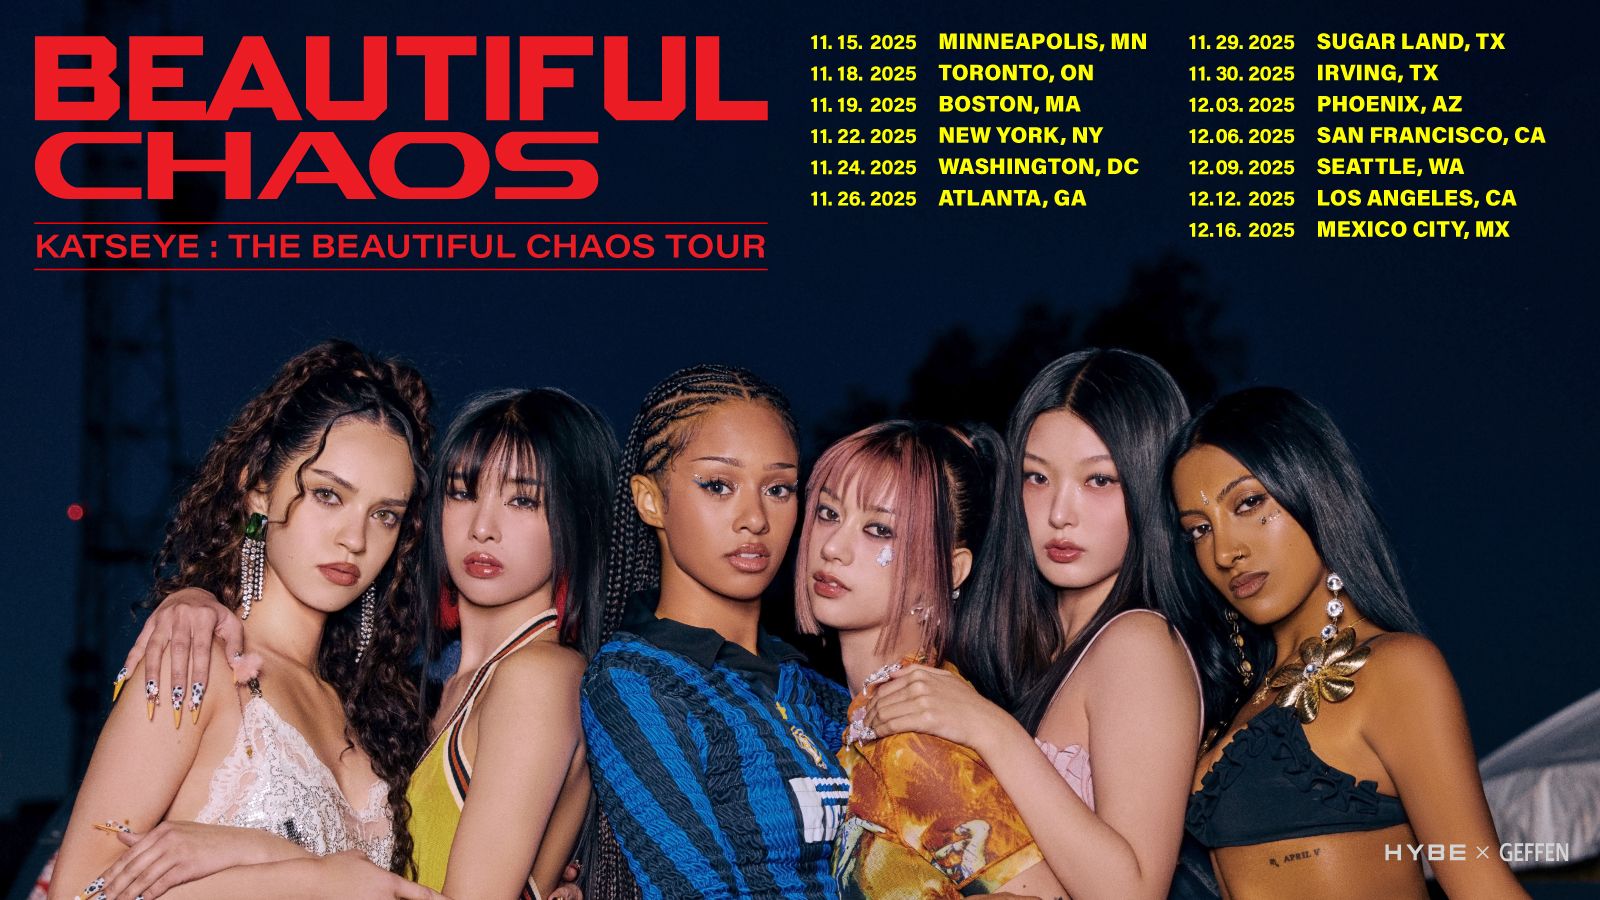 BEAUTIFUL
CHAOS
KATSEYE : THE BEAUTIFUL CHAOS TOUR
11. 15. 2025 MINNEAPOLIS, MN
11. 18. 2025 TORONTO, ON
11. 19. 2025 BOSTON, MA
11. 22. 2025 NEW YORK, NY
11. 24. 2025 WASHINGTON, DC
11. 26. 2025 ATLANTA, GA
11. 29. 2025 SUGAR LAND, TX
11. 30. 2025 IRVING, TX
12.03. 2025 PHOENIX, AZ
12.06. 2025 SAN FRANCISCO, CA
12.09. 2025 SEATTLE, WA
12.12. 2025 LOS ANGELES, CA
12.16. 2025 MEXICO CITY, MX
APRIL V
HYBE × GEFFEN